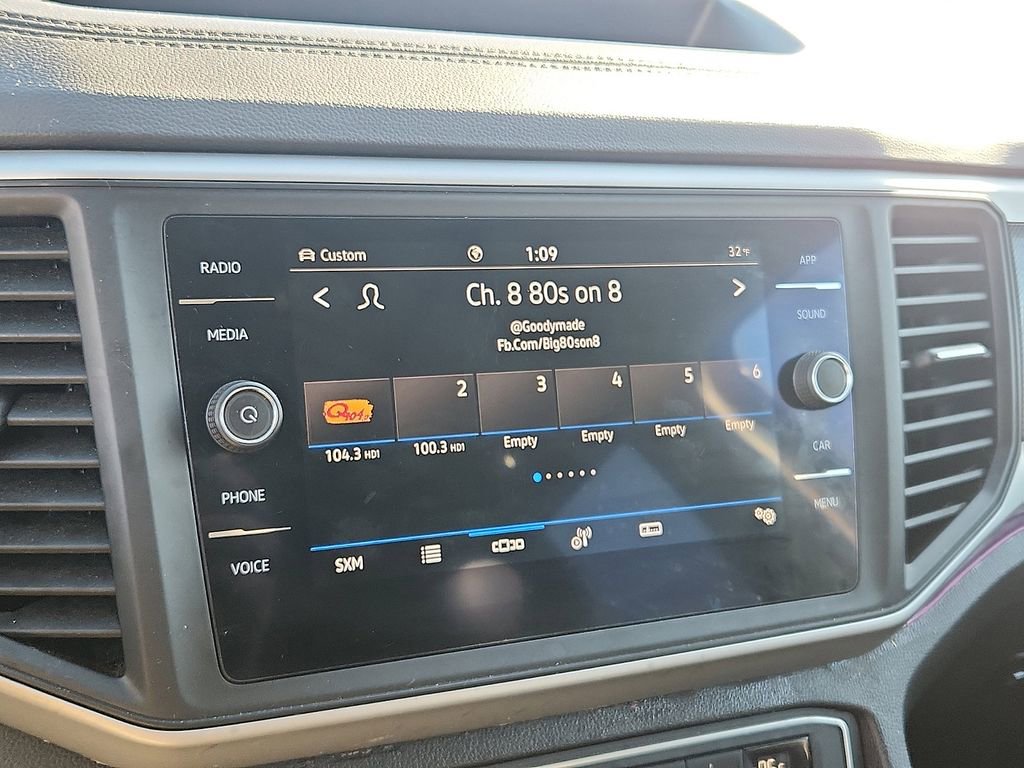 RADIO
MEDIA
PHONE
VOICE
Custom
1:09
32°F
Ch. 8 80s on 8
@Goodymade
Fb.Com/Big80son8
2
3
4
5
6
104.3 HD1
100.3 HD1
Empty
Empty
Empty
Empty
SXM
APP
SOUND
CAR
MENU